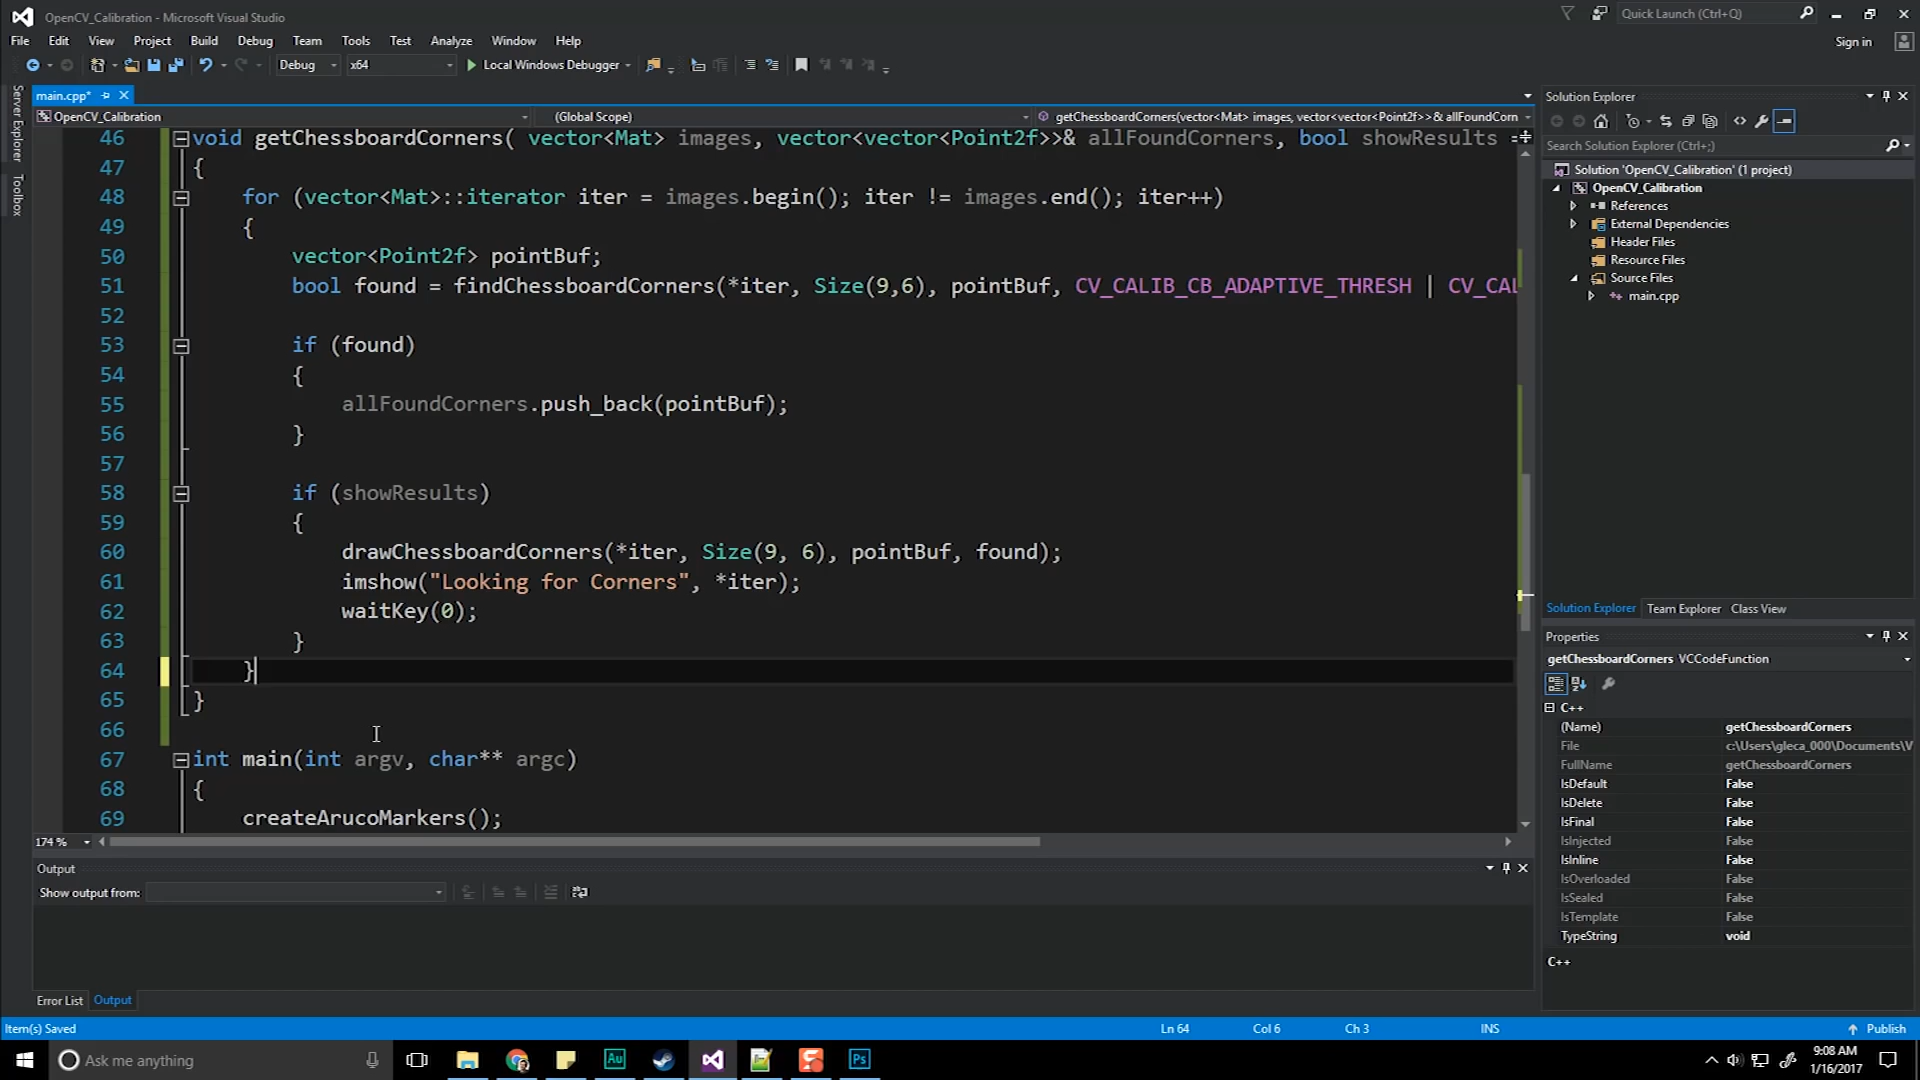 OpenCV_Calibration - Microsoft Visual Studio
Quick Launch (Ctrl+Q)
File Edit View Project Build Debug Team Tools Test Analyze Window Help
Sign in
Debug x64 Local Windows Debugger
Server Explorer
Toolbox
main.cpp*
OpenCV_Calibration (Global Scope) getChessboardCorners(vector<Mat> images, vector<vector<Point2f>>& allFoundCorn
46 void getChessboardCorners( vector<Mat> images, vector<vector<Point2f>>& allFoundCorners, bool showResults =
47 {
48 for (vector<Mat>::iterator iter = images.begin(); iter != images.end(); iter++)
49 {
50 vector<Point2f> pointBuf;
51 bool found = findChessboardCorners(*iter, Size(9,6), pointBuf, CV_CALIB_CB_ADAPTIVE_THRESH | CV_CAL
52
53 if (found)
54 {
55 allFoundCorners.push_back(pointBuf);
56 }
57
58 if (showResults)
59 {
60 drawChessboardCorners(*iter, Size(9, 6), pointBuf, found);
61 imshow("Looking for Corners", *iter);
62 waitKey(0);
63 }
64 }
65 }
66
67 int main(int argv, char** argc)
68 {
69 createArucoMarkers();
174 %
Output
Show output from:
Error List Output
Solution Explorer
Search Solution Explorer (Ctrl+;)
Solution 'OpenCV_Calibration' (1 project)
OpenCV_Calibration
References
External Dependencies
Header Files
Resource Files
Source Files
main.cpp
Solution Explorer Team Explorer Class View
Properties
getChessboardCorners VCCodeFunction
C++
(Name) getChessboardCorners
File c:\Users\gleca_000\Documents\V
FullName getChessboardCorners
IsDefault False
IsDelete False
IsFinal False
IsInjected False
IsInline False
IsOverloaded False
IsSealed False
IsTemplate False
TypeString void
C++
Item(s) Saved Ln 64 Col 6 Ch 3 INS Publish
Ask me anything
Au
Ps
9:08 AM
1/16/2017